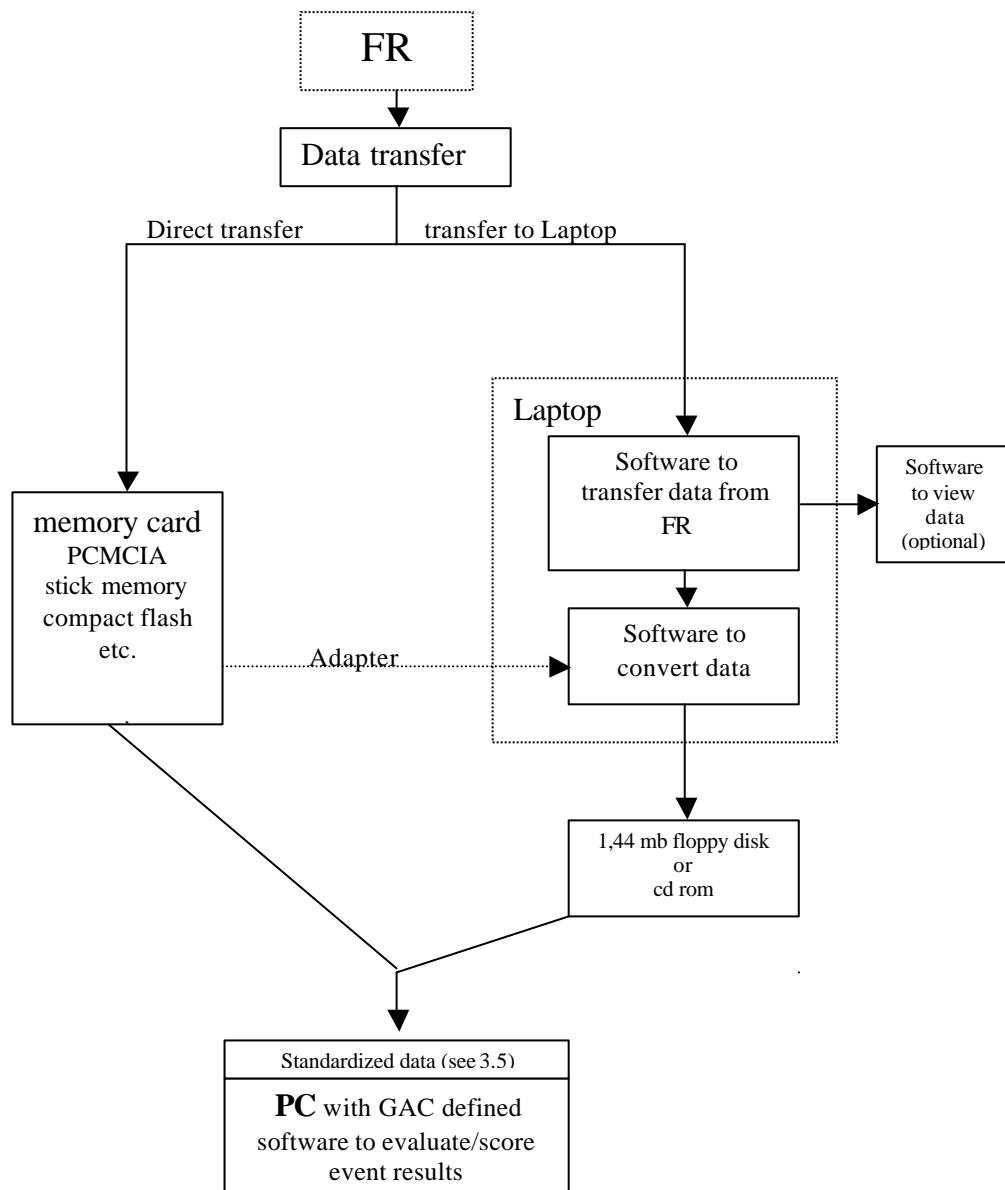 FR
Data transfer
Direct transfer
transfer to Laptop
Laptop
Software to
transfer data from
FR
Software
to view
data
(optional)
memory card
PCMCIA
stick memory
compact flash
etc.
Adapter
Software to
convert data
1,44 mb floppy disk
or
cd rom
Standardized data (see 3.5)
PC with GAC defined
software to evaluate/score
event results